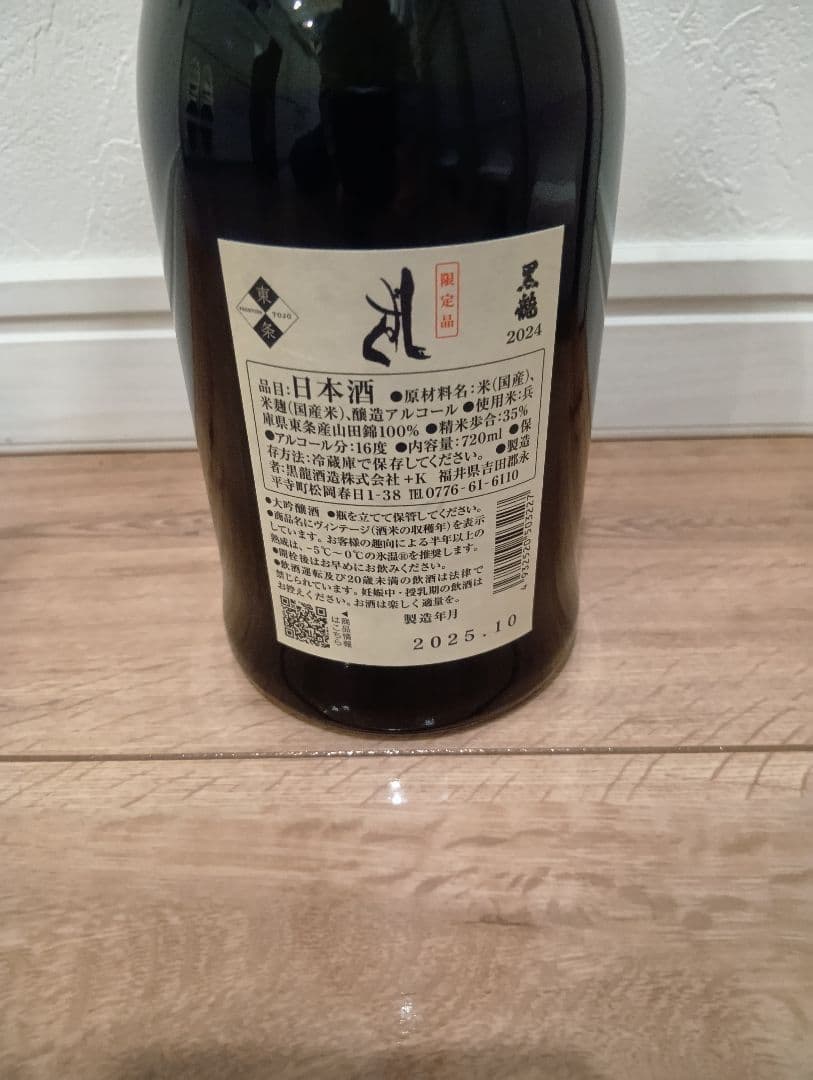 黒龍
2024
限定品
東条
TOJO
品目:日本酒 ●原材料名:米(国産)、
米麹(国産米)、醸造アルコール ●使用米:兵
庫県東条産山田錦100% ●精米歩合:35%
●アルコール分:16度 ●内容量:720ml ●保
存方法:冷蔵庫で保存してください。 ●製造
者:黒龍酒造株式会社+K 福井県吉田郡永
平寺町松岡春日1-38 ℡0776-61-6110
●大吟醸酒 ●瓶を立てて保管してください。
●商品名にヴィンテージ(酒米の収穫年)を表示
しています。お客様の趣向による半年以上の
熟成は、-5℃～0℃の氷温®を推奨します。
●開栓後はお早めにお飲みください。
●飲酒運転及び20歳未満の飲酒は法律で
禁じられています。妊娠中・授乳期の飲酒は
お控えください。お酒は楽しく適量を。
◀商品情報
はこちら
製造年月
2025.10
4 932520 503227